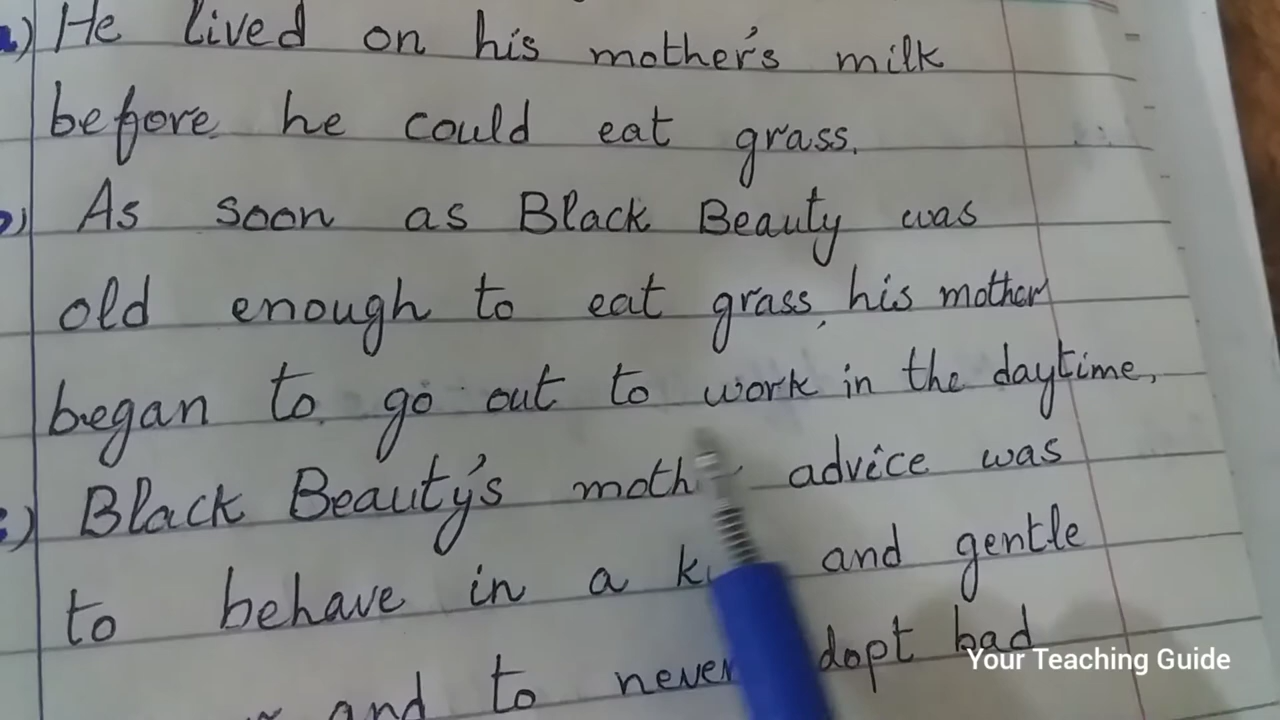 a) He lived on his mother's milk
before he could eat grass.
b) As soon as Black Beauty was
old enough to eat grass, his mother
began to go out to work in the daytime,
c) Black Beauty's advice was
to behave in a and gentle
and to never bad
Your Teaching Guide